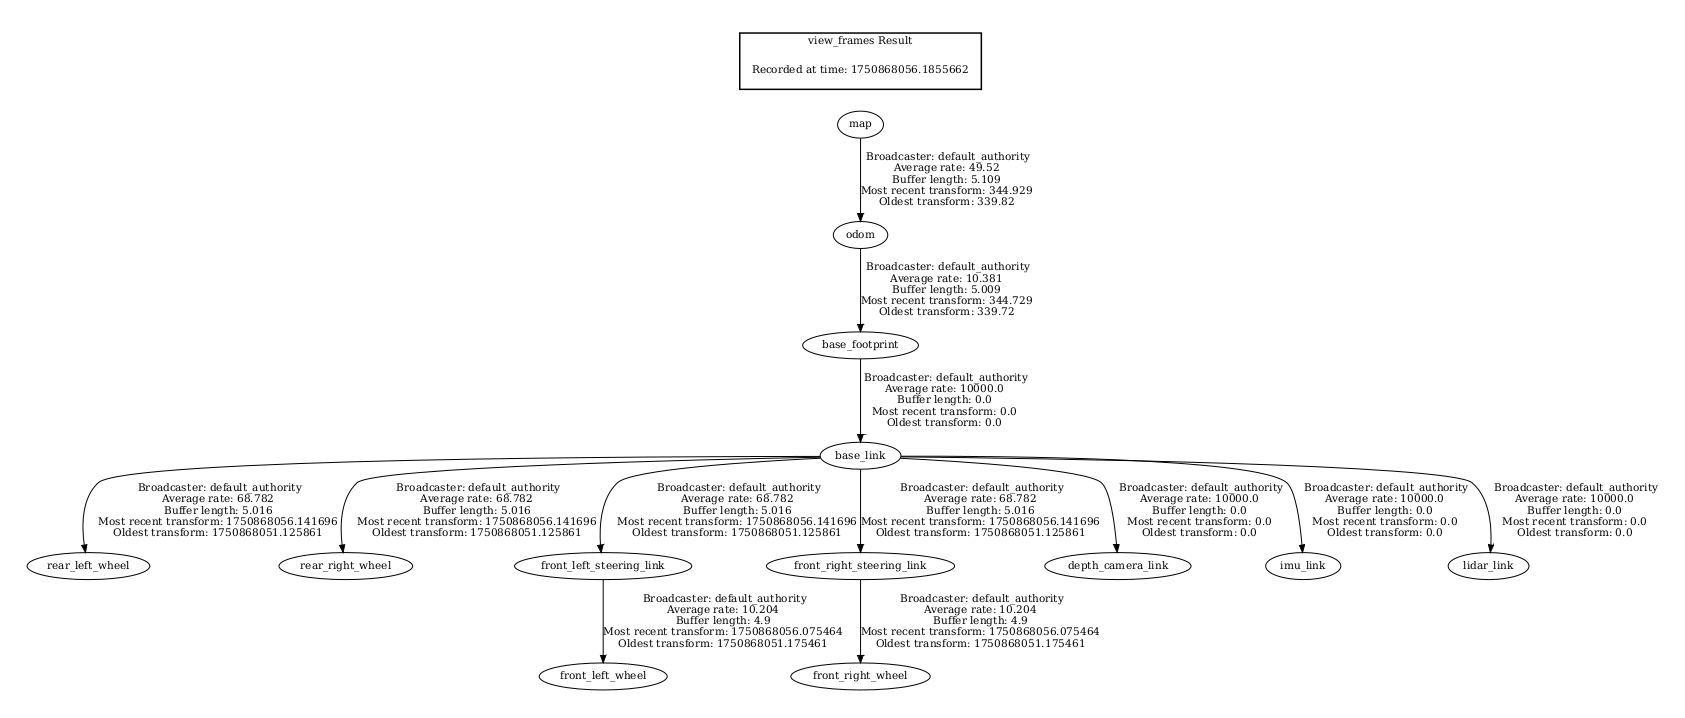 view_frames Result
Recorded at time: 1750868056.1855662
map
Broadcaster: default_authority
Average rate: 49.52
Buffer length: 5.109
Most recent transform: 344.929
Oldest transform: 339.82
odom
Broadcaster: default_authority
Average rate: 10.381
Buffer length: 5.009
Most recent transform: 344.729
Oldest transform: 339.72
base_footprint
Broadcaster: default_authority
Average rate: 10000.0
Buffer length: 0.0
Most recent transform: 0.0
Oldest transform: 0.0
base_link
Broadcaster: default_authority
Average rate: 68.782
Buffer length: 5.016
Most recent transform: 1750868056.141696
Oldest transform: 1750868051.125861
Broadcaster: default_authority
Average rate: 68.782
Buffer length: 5.016
Most recent transform: 1750868056.141696
Oldest transform: 1750868051.125861
Broadcaster: default_authority
Average rate: 68.782
Buffer length: 5.016
Most recent transform: 1750868056.141696
Oldest transform: 1750868051.125861
Broadcaster: default_authority
Average rate: 68.782
Buffer length: 5.016
Most recent transform: 1750868056.141696
Oldest transform: 1750868051.125861
Broadcaster: default_authority
Average rate: 10000.0
Buffer length: 0.0
Most recent transform: 0.0
Oldest transform: 0.0
Broadcaster: default_authority
Average rate: 10000.0
Buffer length: 0.0
Most recent transform: 0.0
Oldest transform: 0.0
Broadcaster: default_authority
Average rate: 10000.0
Buffer length: 0.0
Most recent transform: 0.0
Oldest transform: 0.0
rear_left_wheel
rear_right_wheel
front_left_steering_link
front_right_steering_link
depth_camera_link
imu_link
lidar_link
Broadcaster: default_authority
Average rate: 10.204
Buffer length: 4.9
Most recent transform: 1750868056.075464
Oldest transform: 1750868051.175461
Broadcaster: default_authority
Average rate: 10.204
Buffer length: 4.9
Most recent transform: 1750868056.075464
Oldest transform: 1750868051.175461
front_left_wheel
front_right_wheel